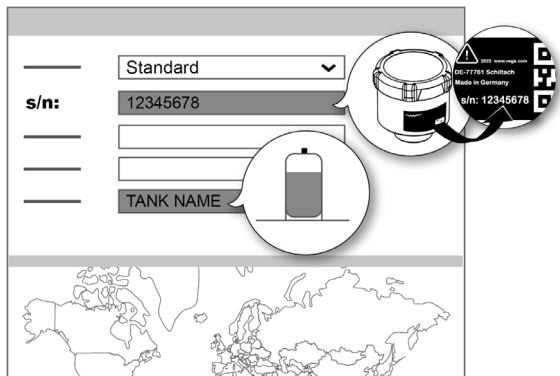 Standard
s/n:
12345678
TANK NAME
2022 www.vega.com
DE-77761 Schiltach
Made in Germany
s/n: 12345678